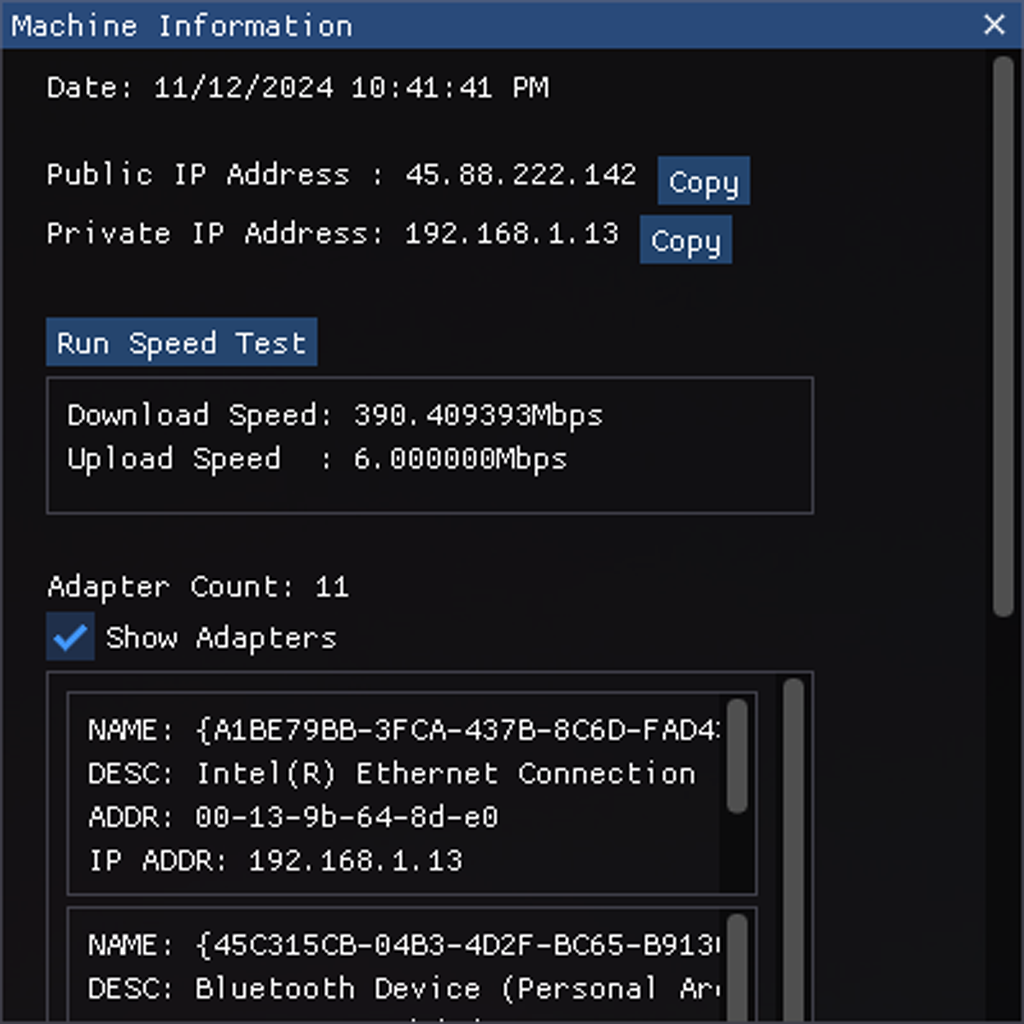 Machine Information
Date: 11/12/2024 10:41:41 PM
Public IP Address : 45.88.222.142 Copy
Private IP Address: 192.168.1.13 Copy
Run Speed Test
Download Speed: 390.409393Mbps
Upload Speed  : 6.000000Mbps
Adapter Count: 11
Show Adapters
NAME: {A1BE79BB-3FCA-437B-8C6D-FAD4
DESC: Intel(R) Ethernet Connection
ADDR: 00-13-9b-64-8d-e0
IP ADDR: 192.168.1.13
NAME: {45C315CB-04B3-4D2F-BC65-B913
DESC: Bluetooth Device (Personal Ar